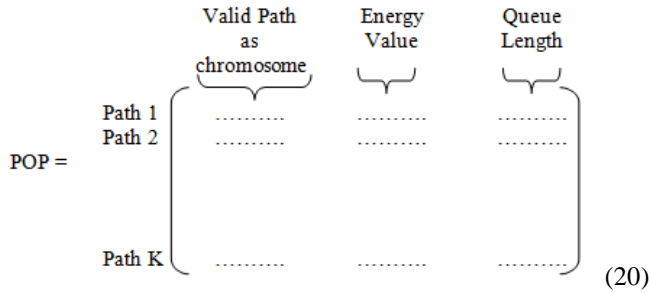 Valid Path Energy Queue
as Value Length
chromosome
Path 1 ………. ………. ……….
Path 2 ………. ………. ……….
POP =
Path K ………. ………. ……….
(20)